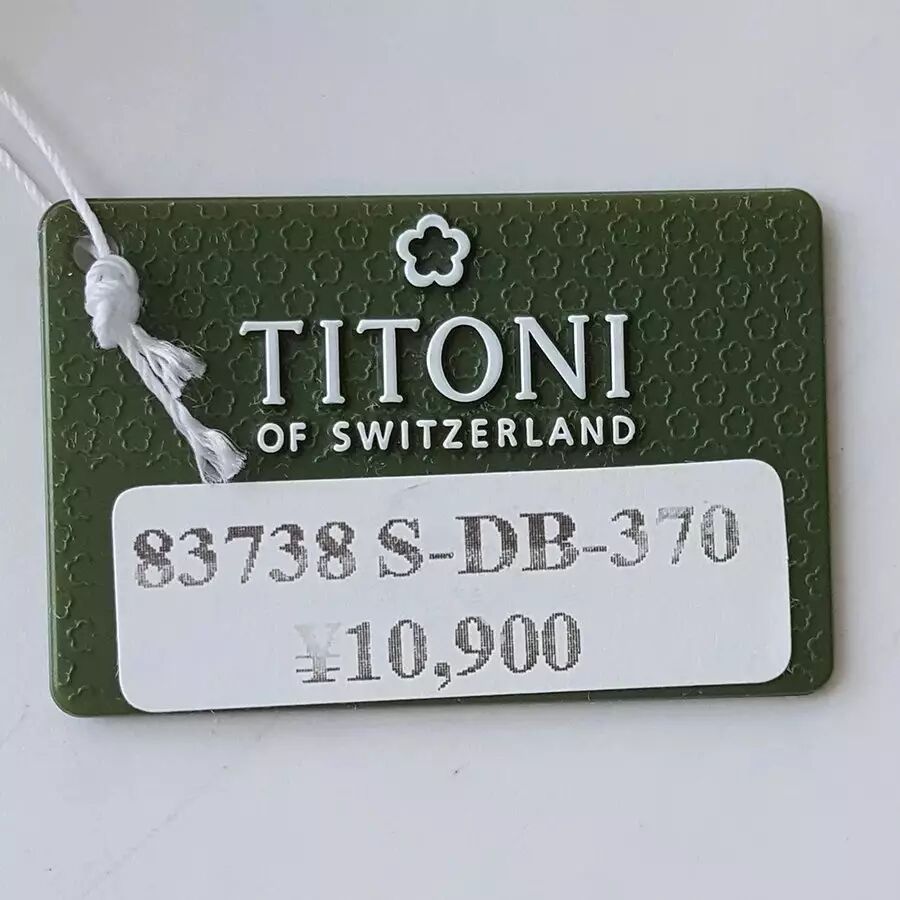 TITONI
OF SWITZERLAND
83738 S-DB-370
¥10,900